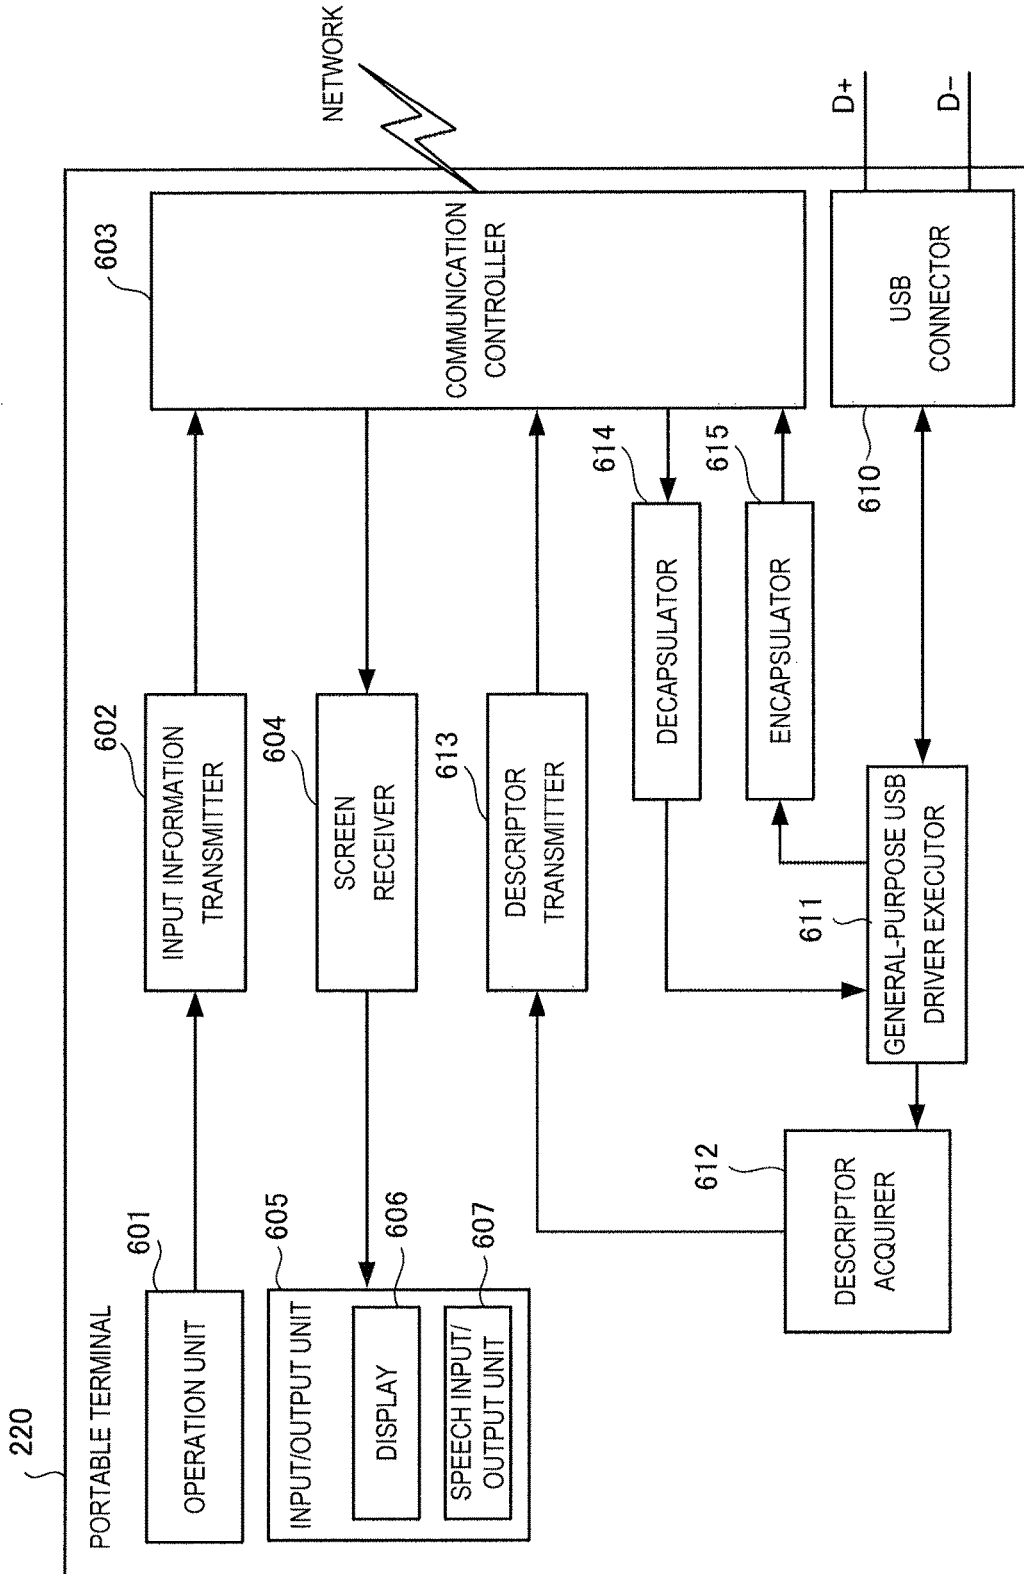 220
PORTABLE TERMINAL
601
OPERATION UNIT
602
INPUT INFORMATION
TRANSMITTER
603
COMMUNICATION
CONTROLLER
NETWORK
605
INPUT/OUTPUT UNIT
606
DISPLAY
607
SPEECH INPUT/
OUTPUT UNIT
604
SCREEN
RECEIVER
613
DESCRIPTOR
TRANSMITTER
614
DECAPSULATOR
615
ENCAPSULATOR
612
DESCRIPTOR
ACQUIRER
611
GENERAL-PURPOSE USB
DRIVER EXECUTOR
610
USB
CONNECTOR
D+
D−